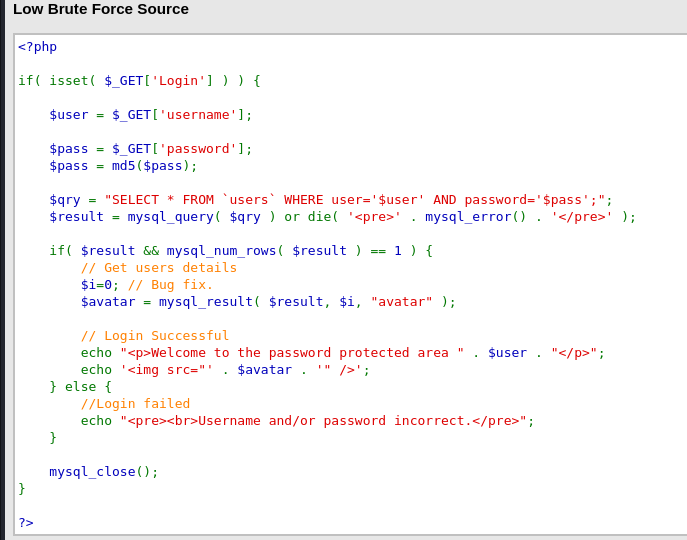 Low Brute Force Source
<?php
if( isset( $_GET['Login'] ) ) {
$user = $_GET['username'];
$pass = $_GET['password'];
$pass = md5($pass);
$qry = "SELECT * FROM `users` WHERE user='$user' AND password='$pass';";
$result = mysql_query( $qry ) or die( '<pre>' . mysql_error() . '</pre>' );
if( $result && mysql_num_rows( $result ) == 1 ) {
// Get users details
$i=0; // Bug fix.
$avatar = mysql_result( $result, $i, "avatar" );
// Login Successful
echo "<p>Welcome to the password protected area " . $user . "</p>";
echo '<img src="' . $avatar . '" />';
} else {
//Login failed
echo "<pre><br>Username and/or password incorrect.</pre>";
}
mysql_close();
}
?>